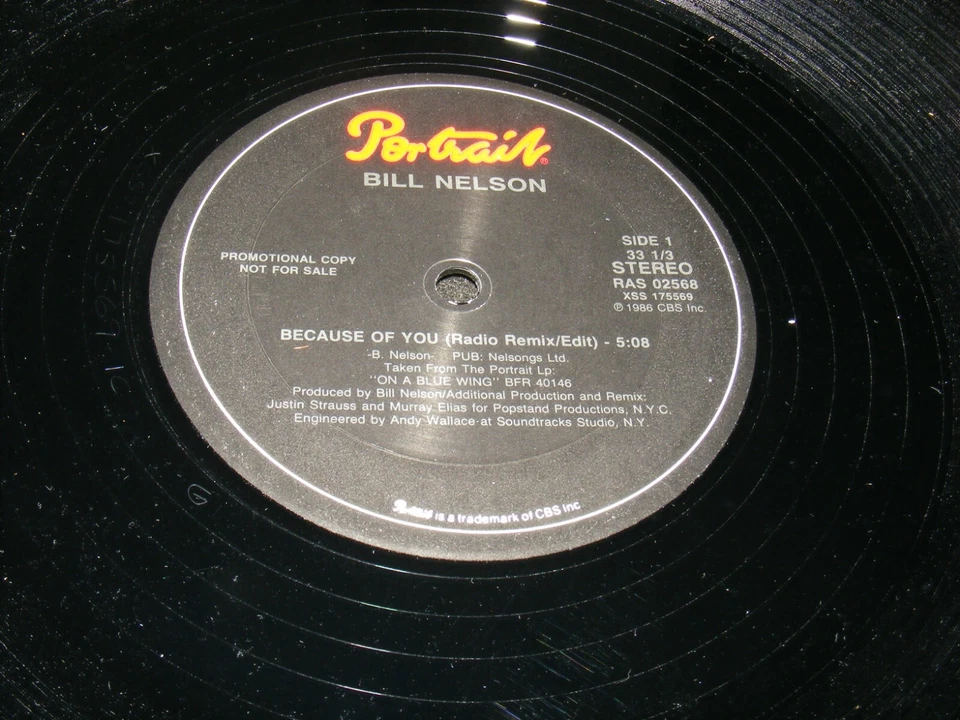 Portrait®
BILL NELSON
PROMOTIONAL COPY
NOT FOR SALE
SIDE 1
33 1/3
STEREO
RAS 02568
XSS 175569
℗ 1986 CBS Inc.
BECAUSE OF YOU (Radio Remix/Edit) - 5:08
-B. Nelson- PUB: Nelsongs Ltd.
Taken From The Portrait Lp:
"ON A BLUE WING" BFR 40146
Produced by Bill Nelson/Additional Production and Remix:
Justin Strauss and Murray Elias for Popstand Productions, N.Y.C.
Engineered by Andy Wallace at Soundtracks Studio, N.Y.
Portrait is a trademark of CBS Inc